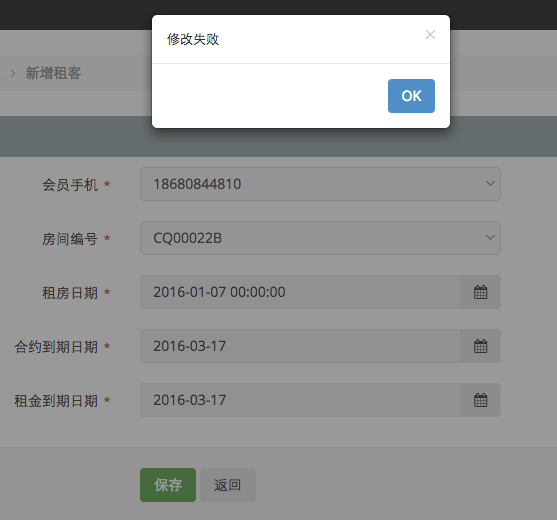 修改失败
OK
新增租客
会员手机 * 18680844810
房间编号 * CQ00022B
租房日期 * 2016-01-07 00:00:00
合约到期日期 * 2016-03-17
租金到期日期 * 2016-03-17
保存 返回